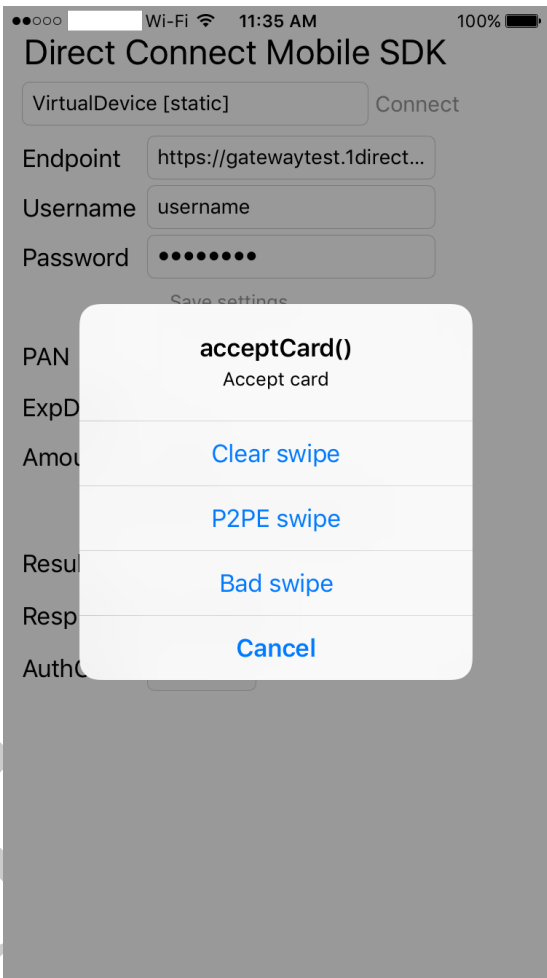 Wi-Fi 11:35 AM 100%
Direct Connect Mobile SDK
VirtualDevice [static] Connect
Endpoint https://gatewaytest.1direct...
Username username
Password ●●●●●●●●
Save settings
acceptCard()
Accept card
PAN
ExpD
Amou
Clear swipe
P2PE swipe
Bad swipe
Cancel
Resul
Resp
AuthC